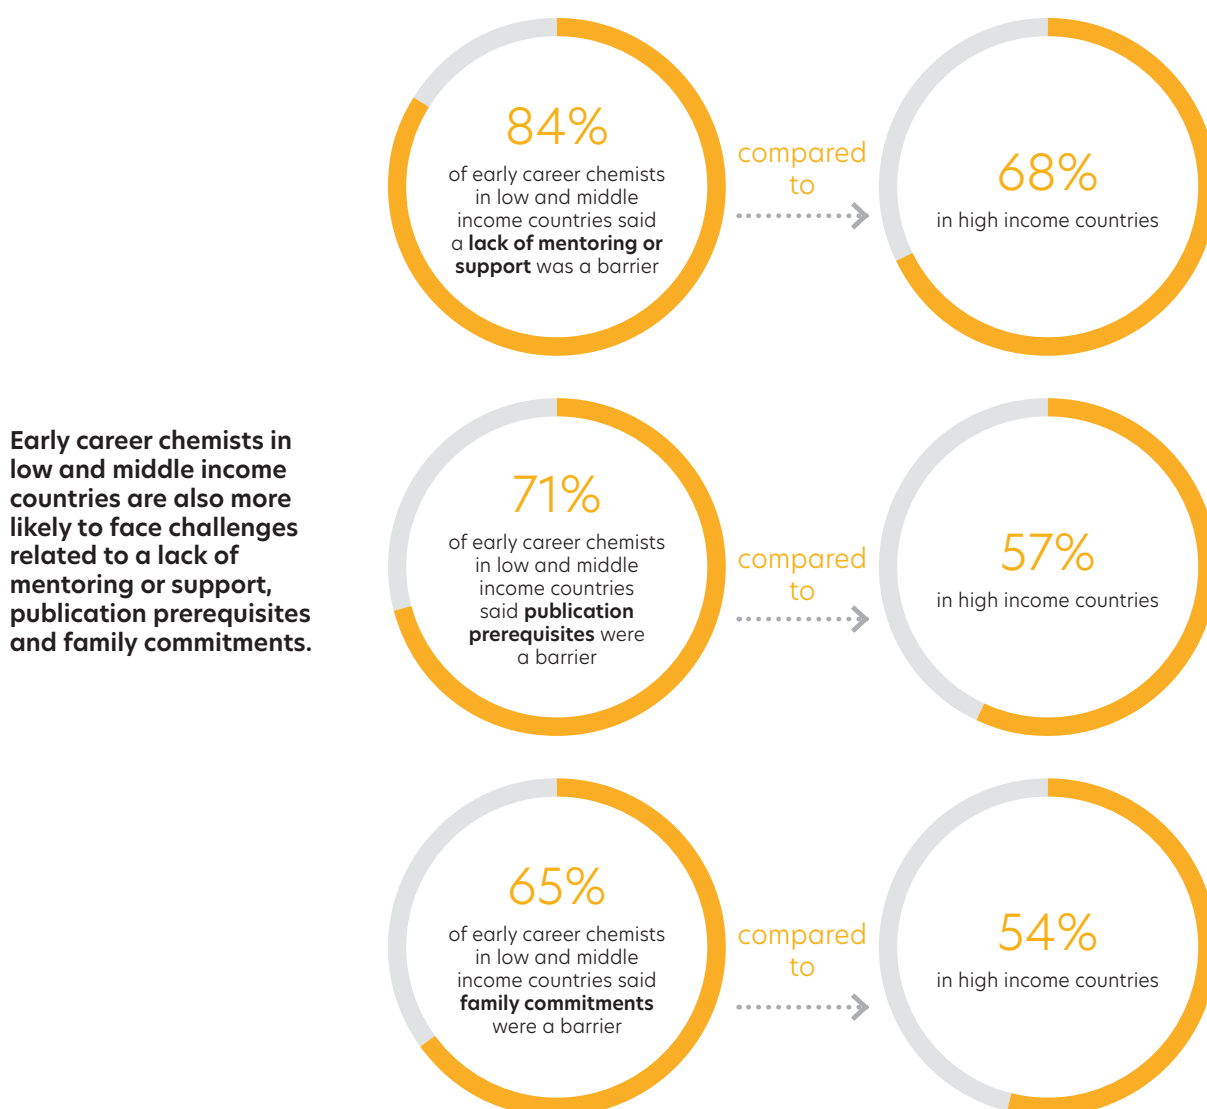 Early career chemists in
low and middle income
countries are also more
likely to face challenges
related to a lack of
mentoring or support,
publication prerequisites
and family commitments.
84%
of early career chemists
in low and middle
income countries said
a lack of mentoring or
support was a barrier
compared
to
68%
in high income countries
71%
of early career chemists
in low and middle
income countries
said publication
prerequisites were
a barrier
compared
to
57%
in high income countries
65%
of early career chemists
in low and middle
income countries said
family commitments
were a barrier
compared
to
54%
in high income countries